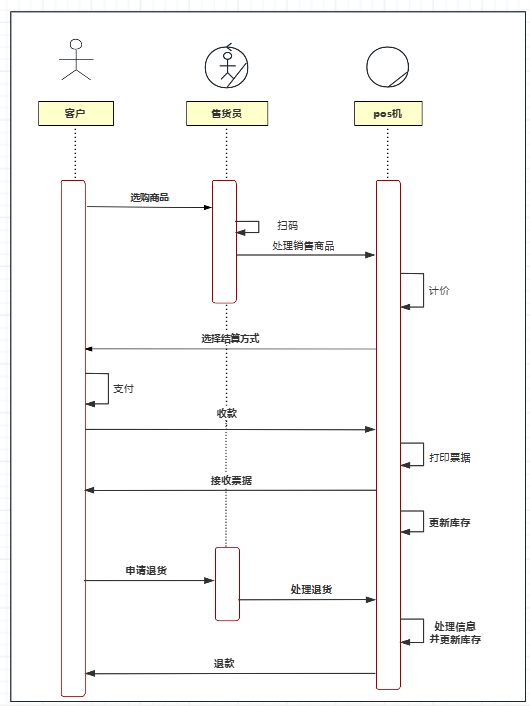 客户
售货员
pos机
选购商品
扫码
处理销售商品
计价
选择结算方式
支付
收款
打印票据
接收票据
更新库存
申请退货
处理退货
处理信息
并更新库存
退款